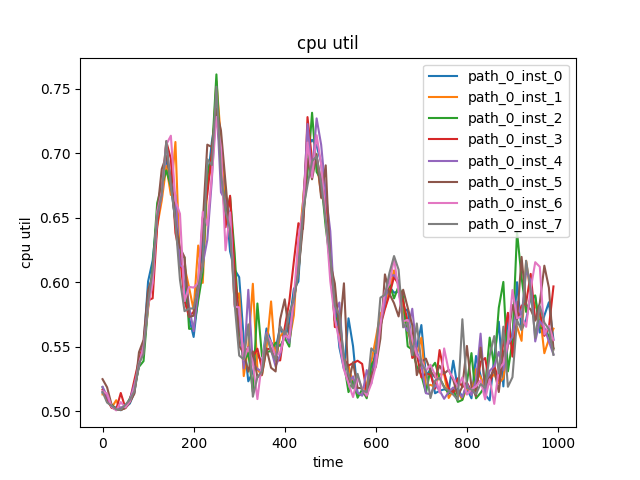 cpu util
0.75
0.70
0.65
0.60
0.55
0.50
cpu util
path_0_inst_0
path_0_inst_1
path_0_inst_2
path_0_inst_3
path_0_inst_4
path_0_inst_5
path_0_inst_6
path_0_inst_7
0 200 400 600 800 1000
time